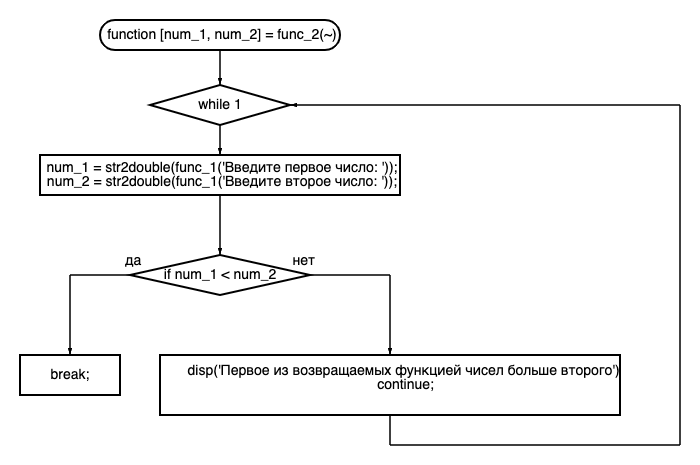 function [num_1, num_2] = func_2(~)
while 1
num_1 = str2double(func_1('Введите первое число: '));
num_2 = str2double(func_1('Введите второе число: '));
да
нет
if num_1 < num_2
break;
disp('Первое из возвращаемых функцией чисел больше второго')
continue;